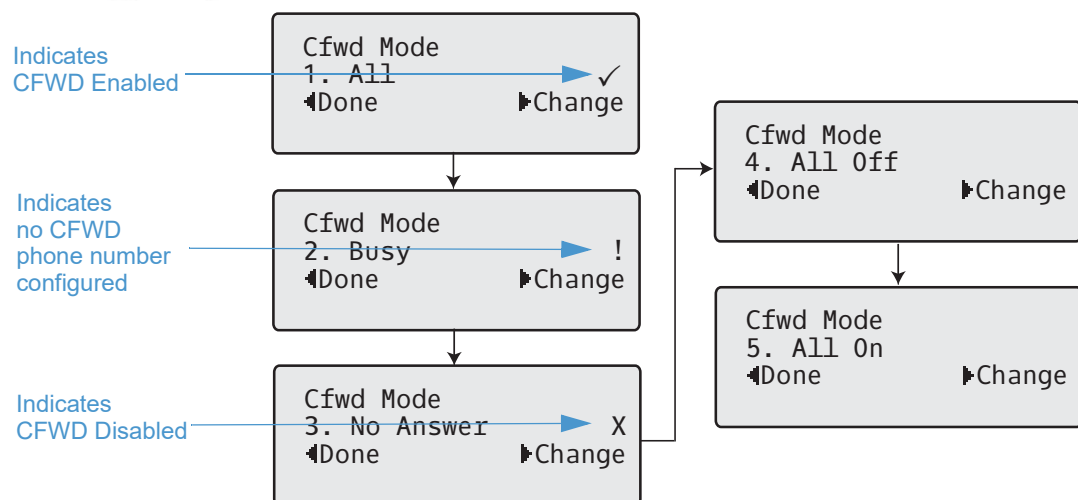 Indicates
CFWD Enabled
Cfwd Mode
1. All ✓
◀Done ▶Change
Indicates
no CFWD
phone number
configured
Cfwd Mode
2. Busy !
◀Done ▶Change
Indicates
CFWD Disabled
Cfwd Mode
3. No Answer X
◀Done ▶Change
Cfwd Mode
4. All Off
◀Done ▶Change
Cfwd Mode
5. All On
◀Done ▶Change